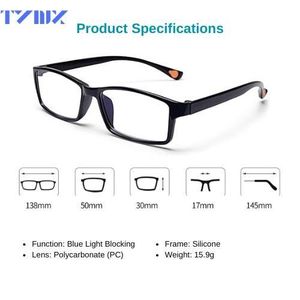 TYMX
Product Specifications
138mm 50mm 30mm 17mm 145mm
Function: Blue Light Blocking
Lens: Polycarbonate (PC)
Frame: Silicone
Weight: 15.9g